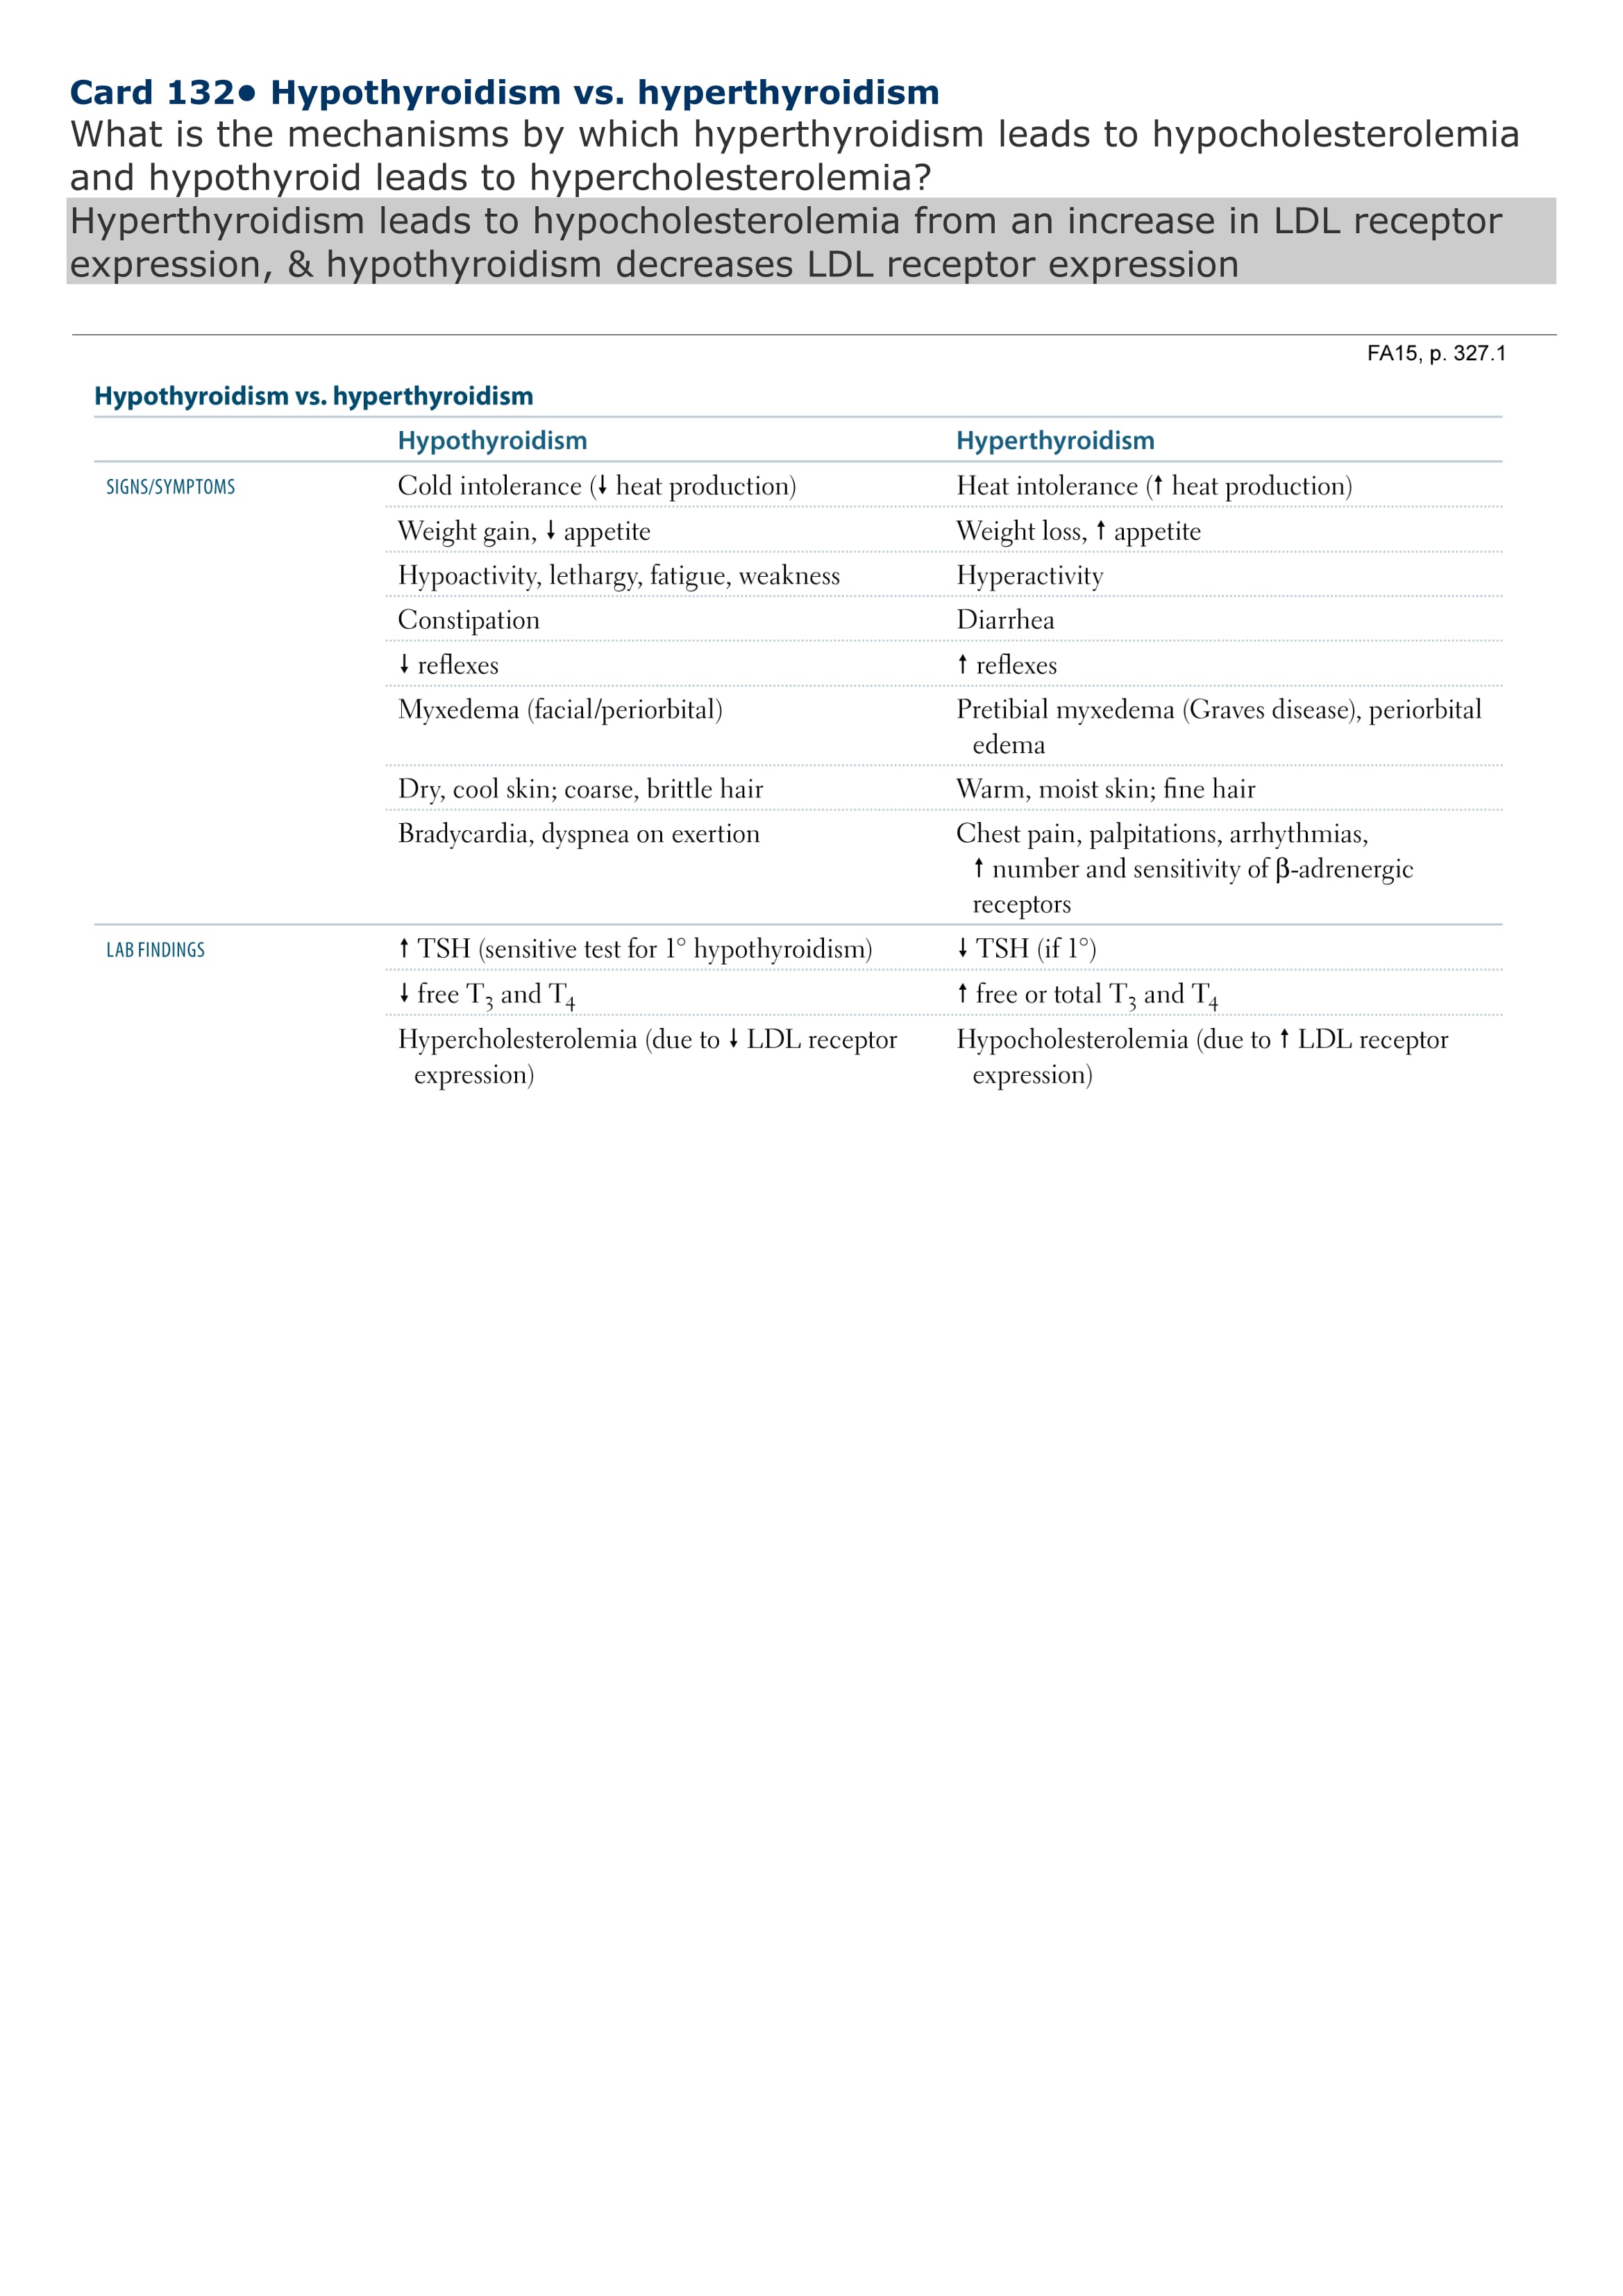 Card 132• Hypothyroidism vs. hyperthyroidism
What is the mechanisms by which hyperthyroidism leads to hypocholesterolemia
and hypothyroid leads to hypercholesterolemia?
Hyperthyroidism leads to hypocholesterolemia from an increase in LDL receptor
expression, & hypothyroidism decreases LDL receptor expression
FA15, p. 327.1
Hypothyroidism vs. hyperthyroidism
Hypothyroidism Hyperthyroidism
SIGNS/SYMPTOMS Cold intolerance (↓ heat production) Heat intolerance (↑ heat production)
Weight gain, ↓ appetite Weight loss, ↑ appetite
Hypoactivity, lethargy, fatigue, weakness Hyperactivity
Constipation Diarrhea
↓ reflexes ↑ reflexes
Myxedema (facial/periorbital) Pretibial myxedema (Graves disease), periorbital
edema
Dry, cool skin; coarse, brittle hair Warm, moist skin; fine hair
Bradycardia, dyspnea on exertion Chest pain, palpitations, arrhythmias,
↑ number and sensitivity of β-adrenergic
receptors
LAB FINDINGS ↑ TSH (sensitive test for 1° hypothyroidism) ↓ TSH (if 1°)
↓ free T3 and T4 ↑ free or total T3 and T4
Hypercholesterolemia (due to ↓ LDL receptor Hypocholesterolemia (due to ↑ LDL receptor
expression) expression)